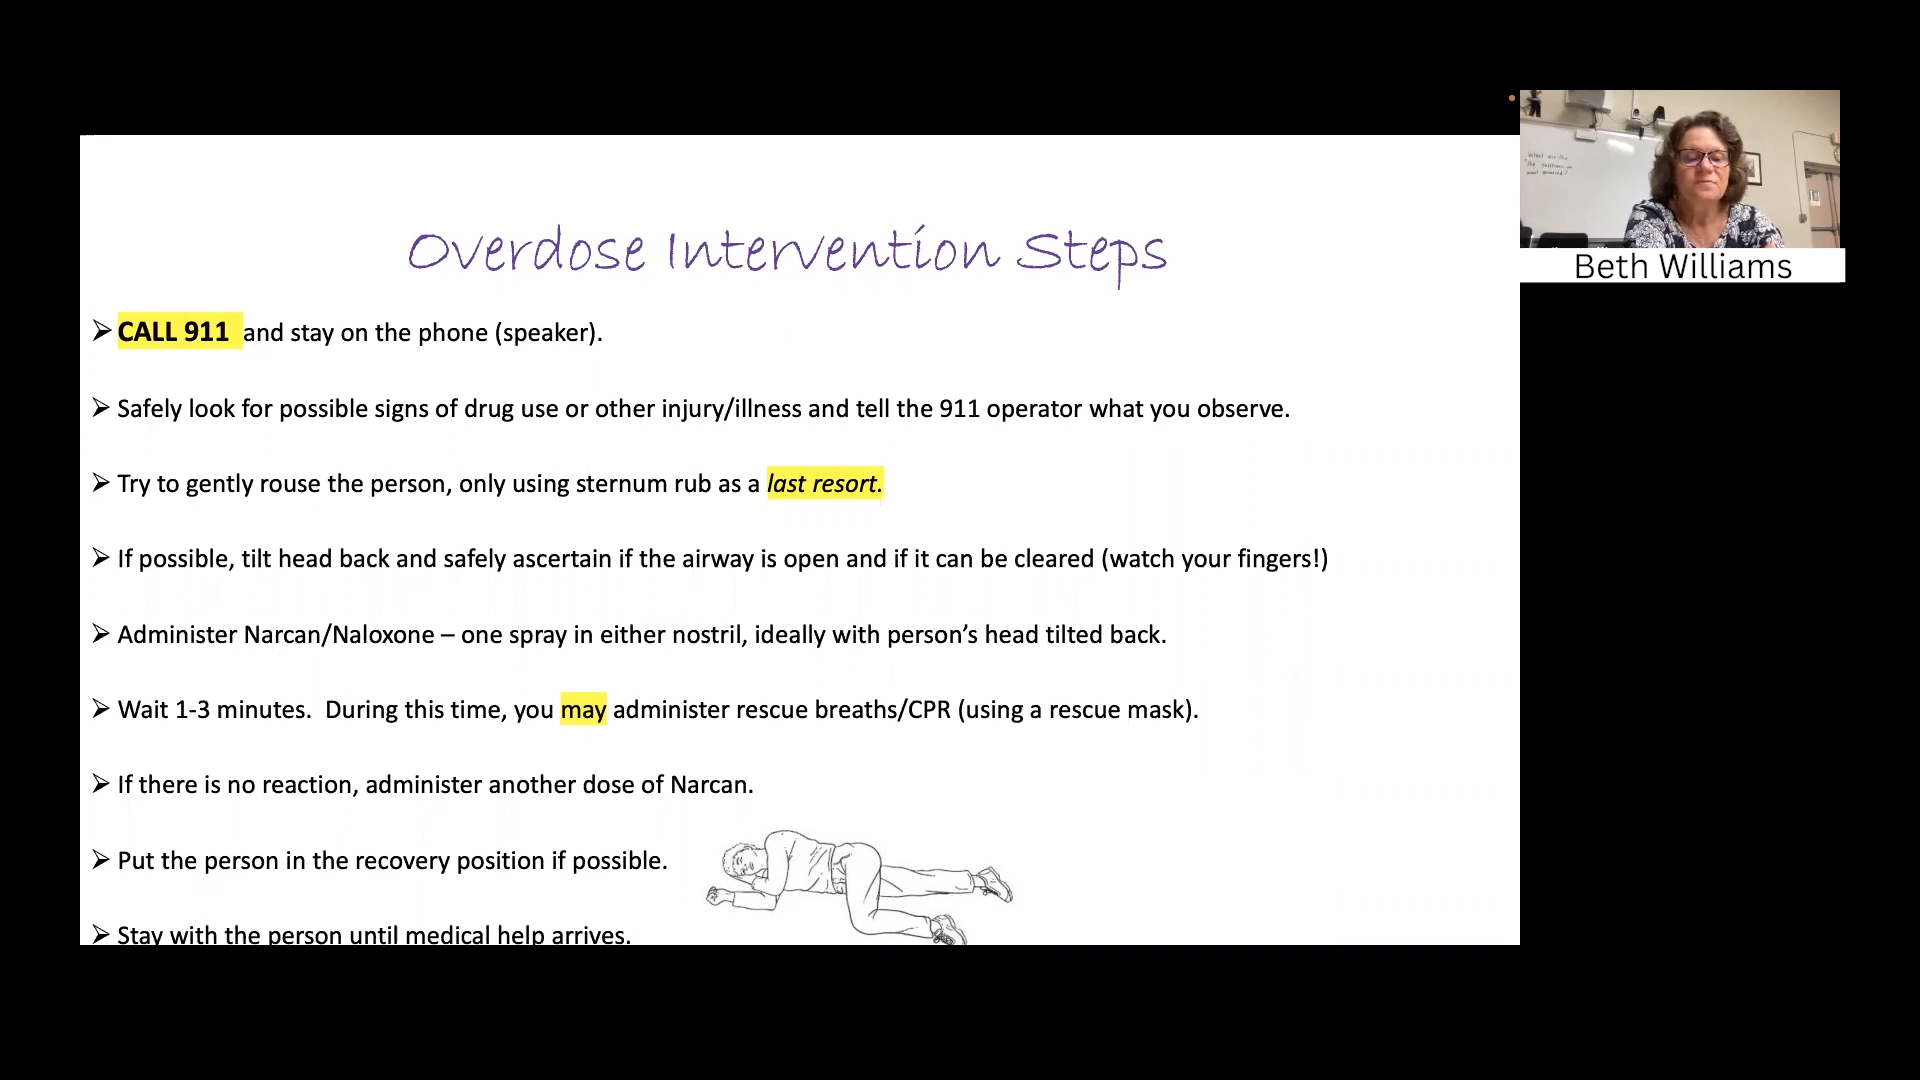 Overdose Intervention Steps
CALL 911 and stay on the phone (speaker).
Safely look for possible signs of drug use or other injury/illness and tell the 911 operator what you observe.
Try to gently rouse the person, only using sternum rub as a last resort.
If possible, tilt head back and safely ascertain if the airway is open and if it can be cleared (watch your fingers!)
Administer Narcan/Naloxone – one spray in either nostril, ideally with person’s head tilted back.
Wait 1-3 minutes.  During this time, you may administer rescue breaths/CPR (using a rescue mask).
If there is no reaction, administer another dose of Narcan.
Put the person in the recovery position if possible.
Stay with the person until medical help arrives.
What are the
Beth Williams